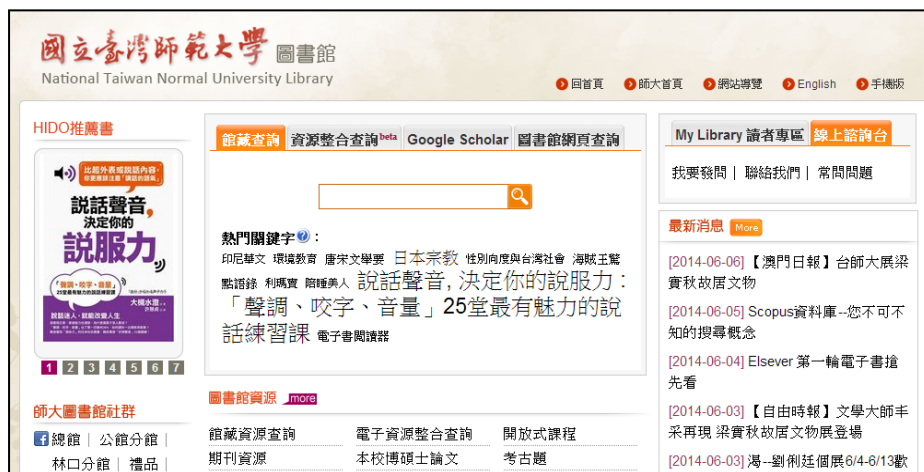 國立臺灣師範大學 圖書館
National Taiwan Normal University Library
回首頁 師大首頁 網站導覽 English 手機版
HIDO推薦書
比起外表或說話內容，
你更應該注意「講話的語氣」
說話聲音，
決定你的
說服力
「聲調、咬字、音量」
25堂最有魅力的說話練習課
大橋水澄
說話迷人，就能改變人生
1 2 3 4 5 6 7
師大圖書館社群
總館｜ 公館分館｜
林口分館｜ 禮品｜
館藏查詢 資源整合查詢beta Google Scholar 圖書館網頁查詢
熱門關鍵字?：
印尼華文 環境教育 唐宋文學要 日本宗教 性別向度與台灣社會 海賊王驚
點語錄 利瑪竇 陪睡美人 說話聲音, 決定你的說服力：
「聲調、咬字、音量」25堂最有魅力的說
話練習課 電子書閱讀器
圖書館資源 more
館藏資源查詢 電子資源整合查詢 開放式課程
期刊資源 本校博碩士論文 考古題
My Library 讀者專區 線上諮詢台
我要發問｜ 聯絡我們｜ 常問問題
最新消息 More
[2014-06-06]【澳門日報】台師大展梁
實秋故居文物
[2014-06-05] Scopus資料庫--您不可不
知的搜尋概念
[2014-06-04] Elsever 第一輪電子書搶
先看
[2014-06-03]【自由時報】文學大師丰
采再現 梁實秋故居文物展登場
[2014-06-03] 渴--劉俐廷個展6/4-6/13歡